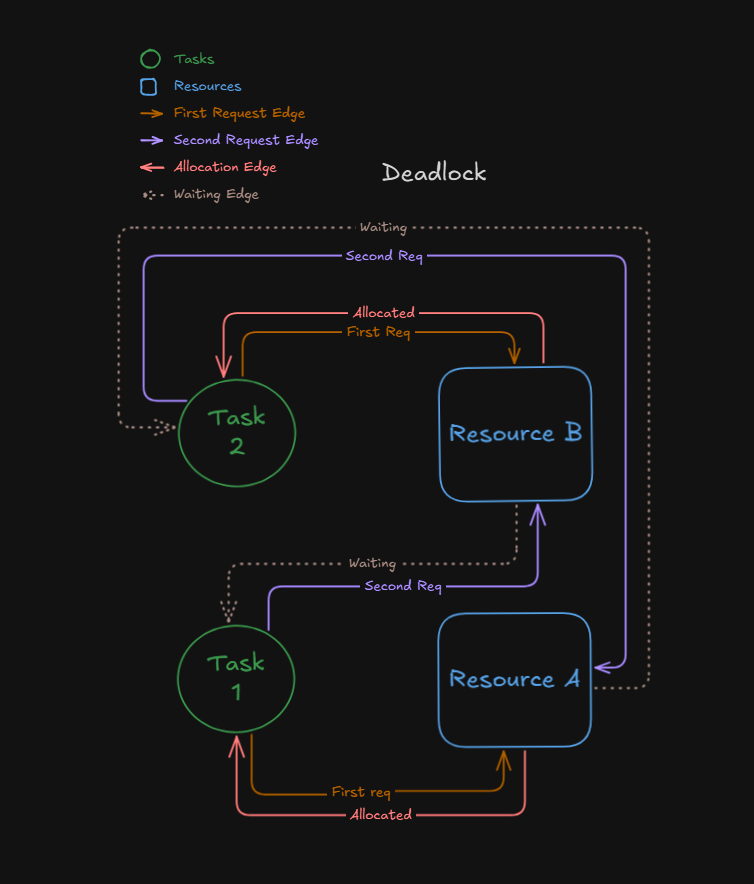 Tasks
Resources
First Request Edge
Second Request Edge
Allocation Edge
Waiting Edge
Deadlock
Waiting
Second Req
Allocated
First Req
Task
2
Resource B
Waiting
Second Req
Task
1
Resource A
First req
Allocated